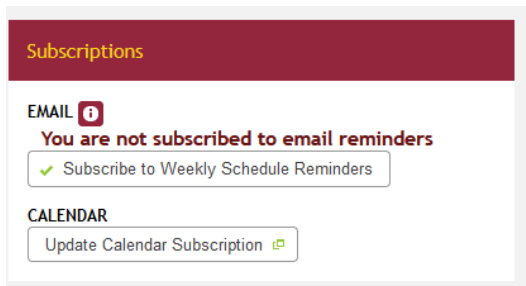 Subscriptions
EMAIL
You are not subscribed to email reminders
Subscribe to Weekly Schedule Reminders
CALENDAR
Update Calendar Subscription